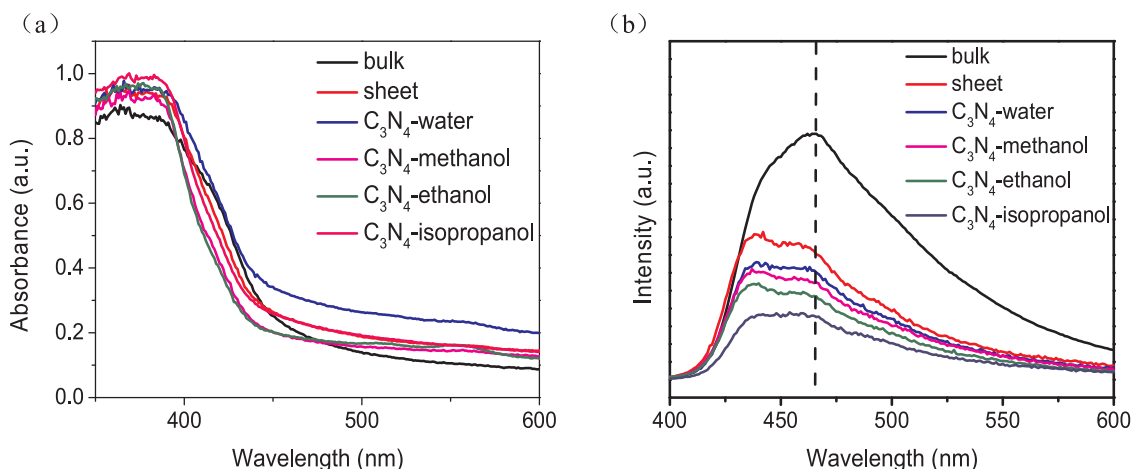 (a)
1.0
0.8
0.6
0.4
0.2
0.0
Absorbance (a.u.)
bulk
sheet
C₃N₄-water
C₃N₄-methanol
C₃N₄-ethanol
C₃N₄-isopropanol
400
500
600
Wavelength (nm)
(b)
Intensity (a.u.)
bulk
sheet
C₃N₄-water
C₃N₄-methanol
C₃N₄-ethanol
C₃N₄-isopropanol
400
450
500
550
600
Wavelength (nm)